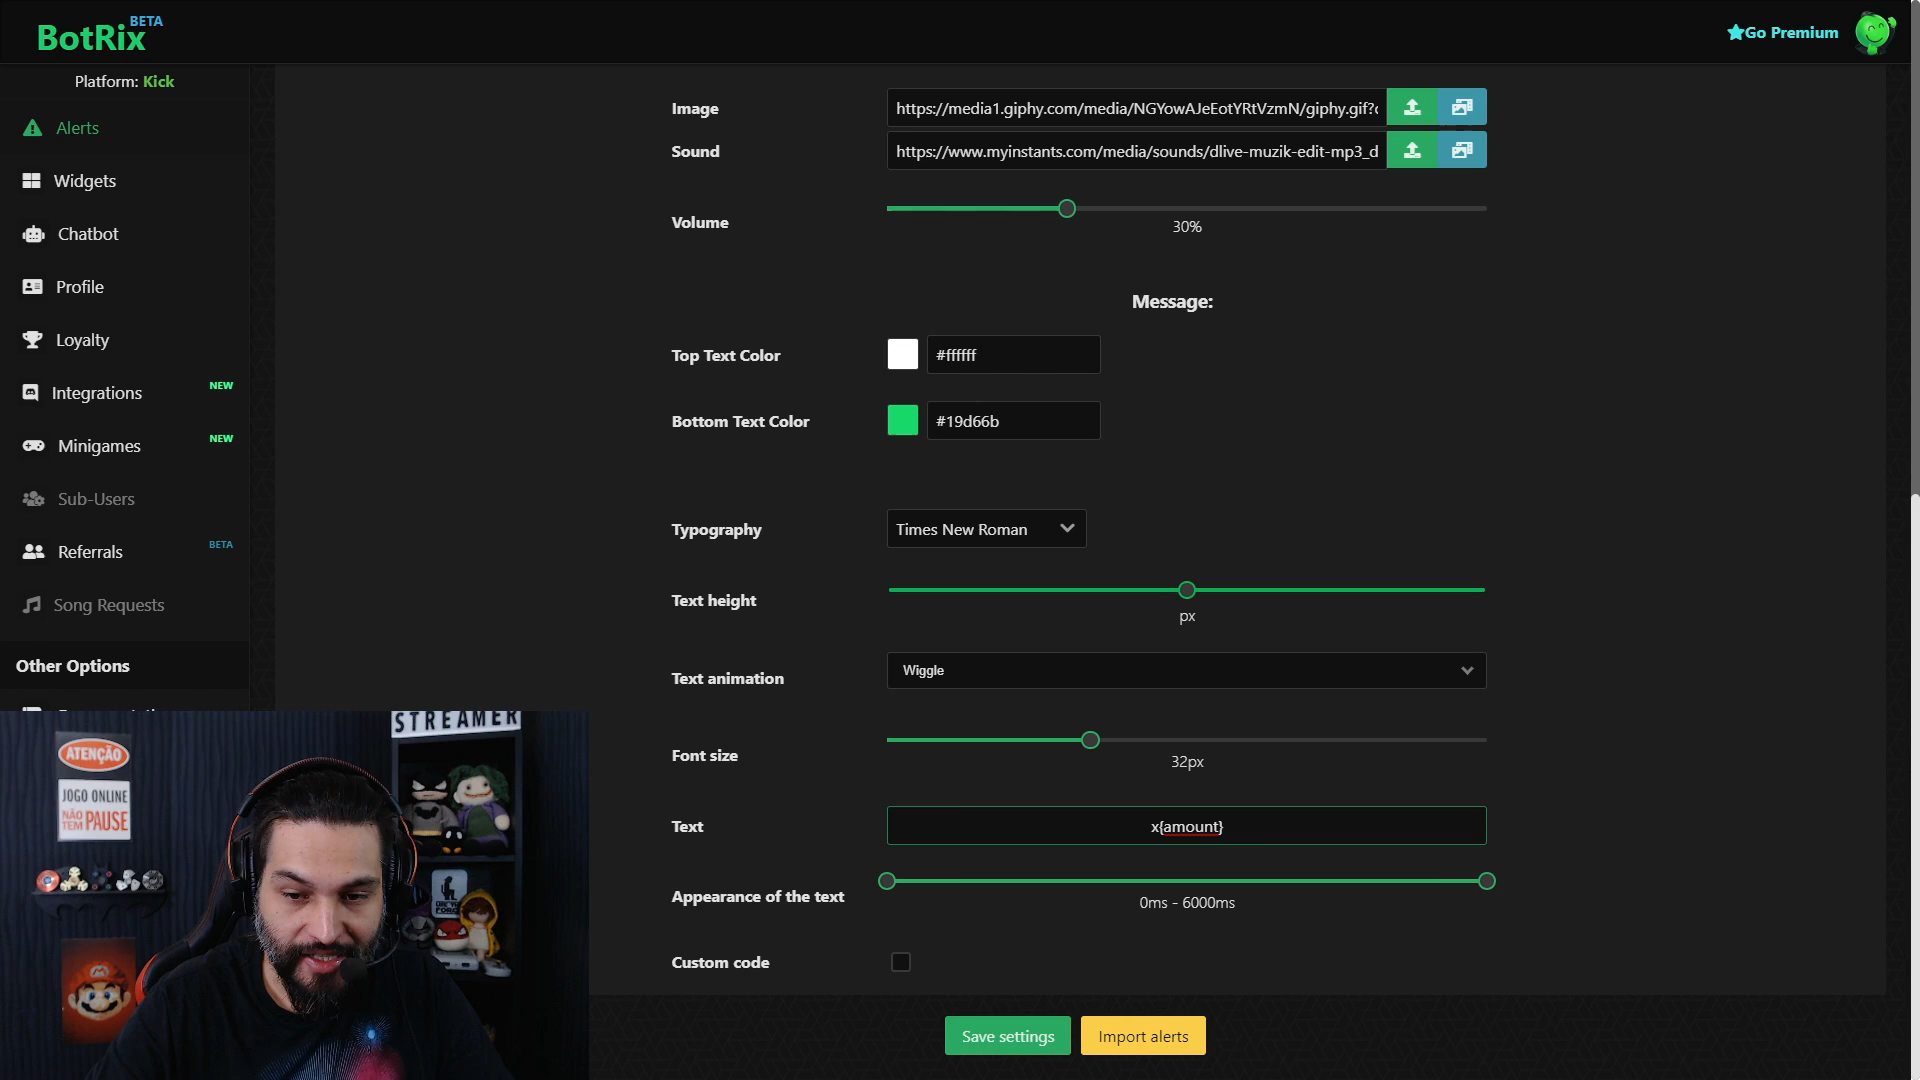 BotRix BETA
Go Premium
Platform: Kick
Alerts
Widgets
Chatbot
Profile
Loyalty
Integrations NEW
Minigames NEW
Sub-Users
Referrals BETA
Song Requests
Other Options
Image https://media1.giphy.com/media/NGYowAJeEotYRtVzmN/giphy.gif?c
Sound https://www.myinstants.com/media/sounds/dlive-muzik-edit-mp3_d
Volume
30%
Message:
Top Text Color #ffffff
Bottom Text Color #19d66b
Typography Times New Roman
Text height
px
Text animation Wiggle
Font size
32px
Text x{amount}
Appearance of the text
0ms - 6000ms
Custom code
Save settings Import alerts
STREAMER
ATENÇÃO
JOGO ONLINE
NÃO
TEM PAUSE